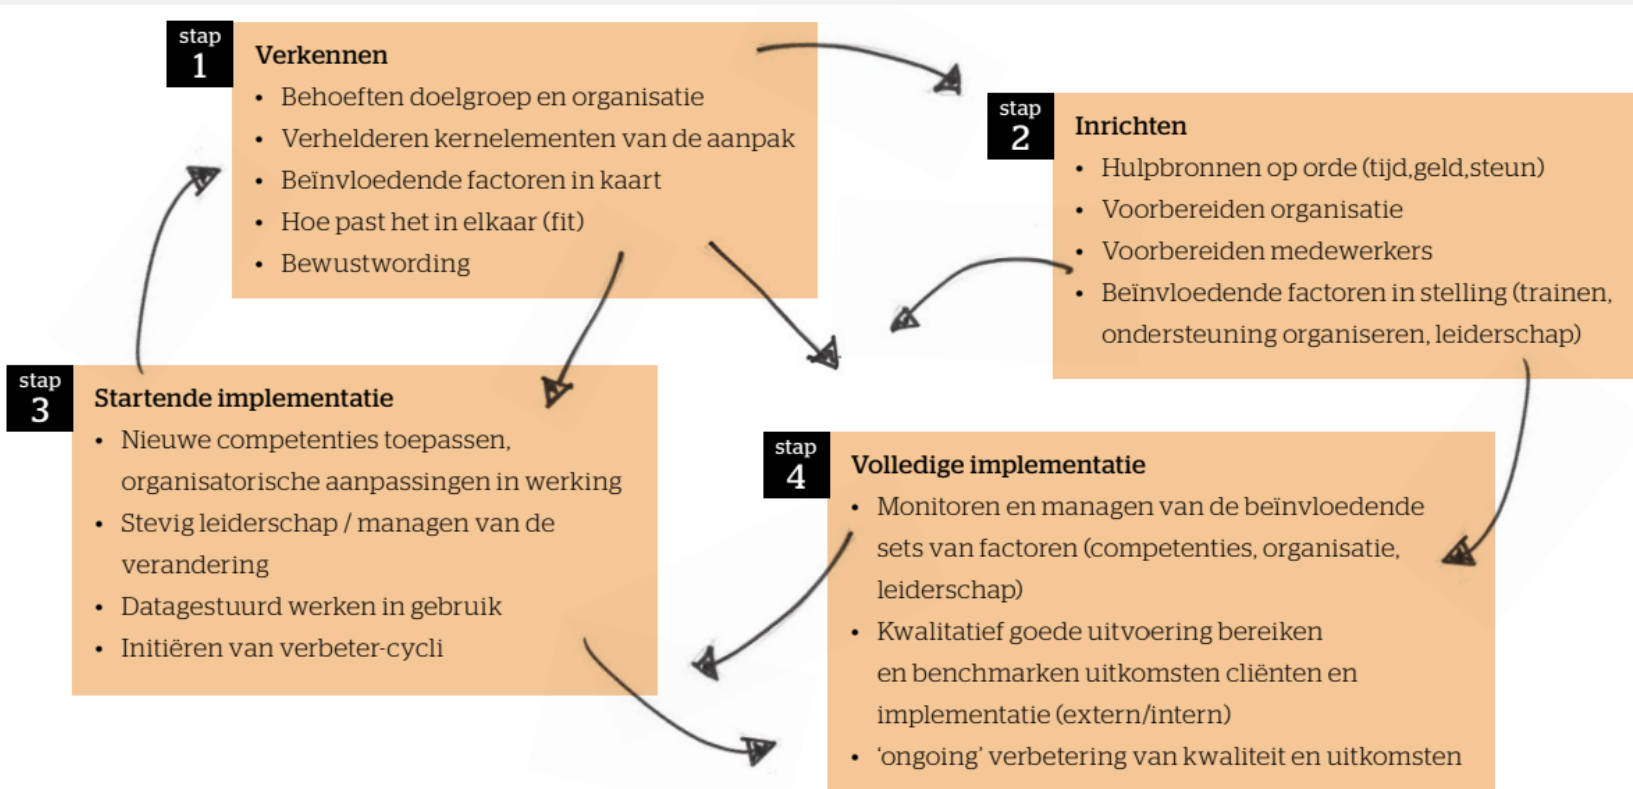 stap
1
Verkennen
• Behoeften doelgroep en organisatie
• Verhelderen kernelementen van de aanpak
• Beïnvloedende factoren in kaart
• Hoe past het in elkaar (fit)
• Bewustwording
stap
2
Inrichten
• Hulpbronnen op orde (tijd,geld,steun)
• Voorbereiden organisatie
• Voorbereiden medewerkers
• Beïnvloedende factoren in stelling (trainen,
ondersteuning organiseren, leiderschap)
stap
3
Startende implementatie
• Nieuwe competenties toepassen,
organisatorische aanpassingen in werking
• Stevig leiderschap / managen van de
verandering
• Datagestuurd werken in gebruik
• Initiëren van verbeter-cycli
stap
4
Volledige implementatie
• Monitoren en managen van de beïnvloedende
sets van factoren (competenties, organisatie,
leiderschap)
• Kwalitatief goede uitvoering bereiken
en benchmarken uitkomsten cliënten en
implementatie (extern/intern)
• ‘ongoing’ verbetering van kwaliteit en uitkomsten